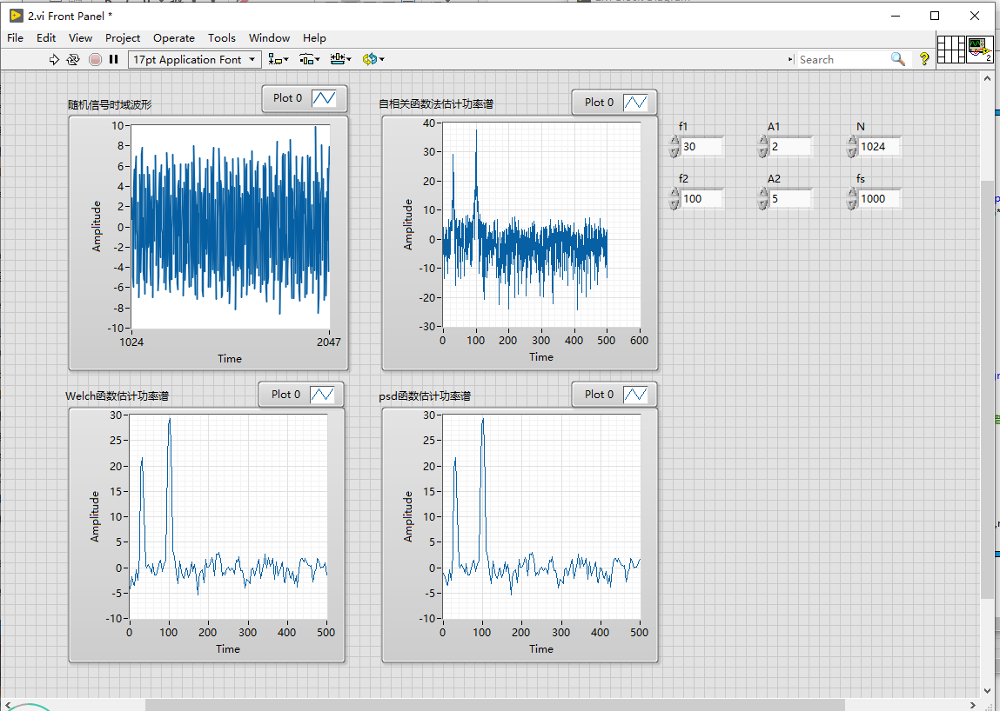 2.vi Front Panel *
File Edit View Project Operate Tools Window Help
17pt Application Font
Search
2
随机信号时域波形
Plot 0
10
8
6
4
2
0
-2
-4
-6
-8
-10
Amplitude
1024 2047
Time
自相关函数法估计功率谱
Plot 0
40
30
20
10
0
-10
-20
-30
Amplitude
0 100 200 300 400 500 600
Time
f1 A1 N
30 2 1024
f2 A2 fs
100 5 1000
Welch函数估计功率谱
Plot 0
30
25
20
15
10
5
0
-5
-10
Amplitude
0 100 200 300 400 500
Time
psd函数估计功率谱
Plot 0
30
25
20
15
10
5
0
-5
-10
Amplitude
0 100 200 300 400 500
Time